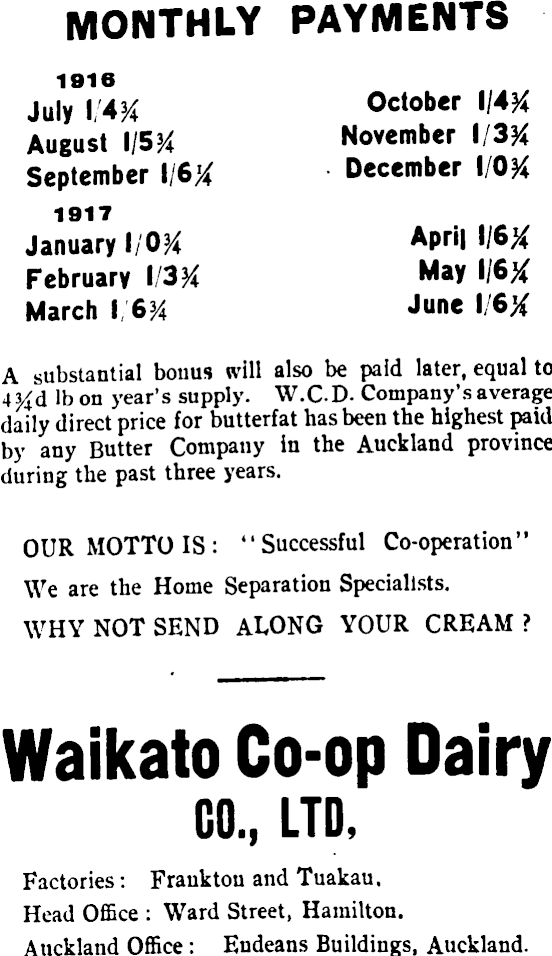 MONTHLY PAYMENTS
1916
July 1/4¾
August 1/5¾
September 1/6¼
October 1/4¾
November 1/3¾
December 1/0¾
1917
January 1/0¾
February 1/3¾
March 1/6¾
April 1/6¼
May 1/6¼
June 1/6¼
A substantial bonus will also be paid later, equal to
4¾d lb on year's supply. W.C.D. Company's average
daily direct price for butterfat has been the highest paid
by any Butter Company in the Auckland province
during the past three years.
OUR MOTTO IS: "Successful Co-operation"
We are the Home Separation Specialists.
WHY NOT SEND ALONG YOUR CREAM?
Waikato Co-op Dairy
CO., LTD,
Factories: Frankton and Tuakau.
Head Office: Ward Street, Hamilton.
Auckland Office: Endeans Buildings, Auckland.